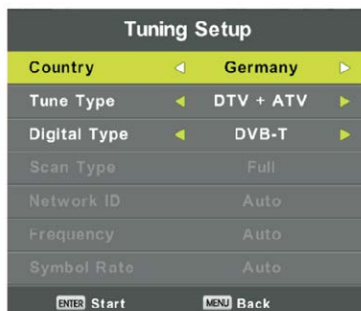 Tuning Setup
Country Germany
Tune Type DTV + ATV
Digital Type DVB-T
Scan Type Full
Network ID Auto
Frequency Auto
Symbol Rate Auto
ENTER Start MENU Back